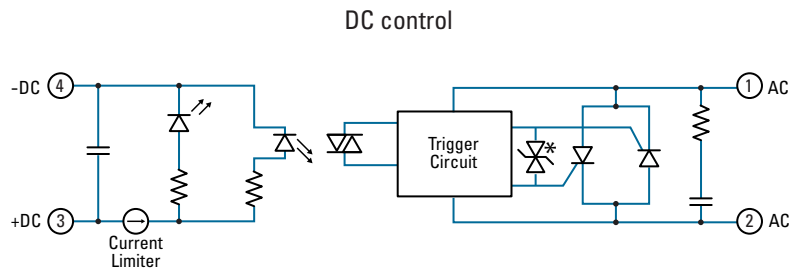 DC control
-DC 4
1 AC
Trigger
Circuit
*
+DC 3
2 AC
Current
Limiter